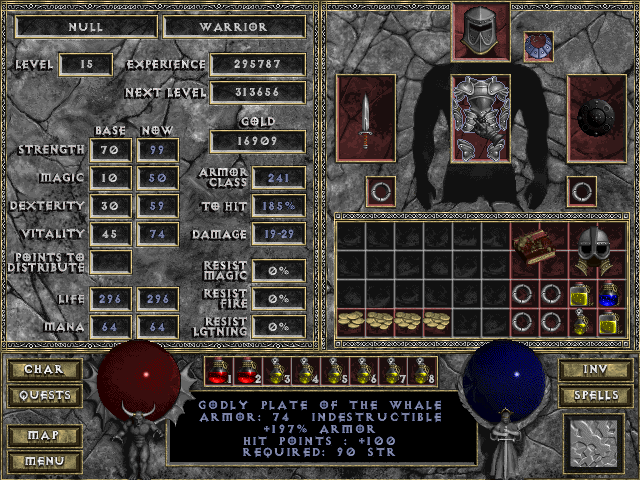 NULL WARRIOR
LEVEL 15 EXPERIENCE 295787
NEXT LEVEL 313656
BASE NOW GOLD
STRENGTH 70 99 16909
MAGIC 10 50 ARMOR CLASS 241
DEXTERITY 30 59 TO HIT 185%
VITALITY 45 74 DAMAGE 19-29
POINTS TO DISTRIBUTE RESIST MAGIC 0%
LIFE 296 296 RESIST FIRE 0%
MANA 64 64 RESIST LGTNING 0%
CHAR 1 2 3 4 5 6 7 8 INV
QUESTS SPELLS
GODLY PLATE OF THE WHALE
ARMOR: 74 INDESTRUCTIBLE
+197% ARMOR
HIT POINTS : +100
REQUIRED: 90 STR
MAP
MENU